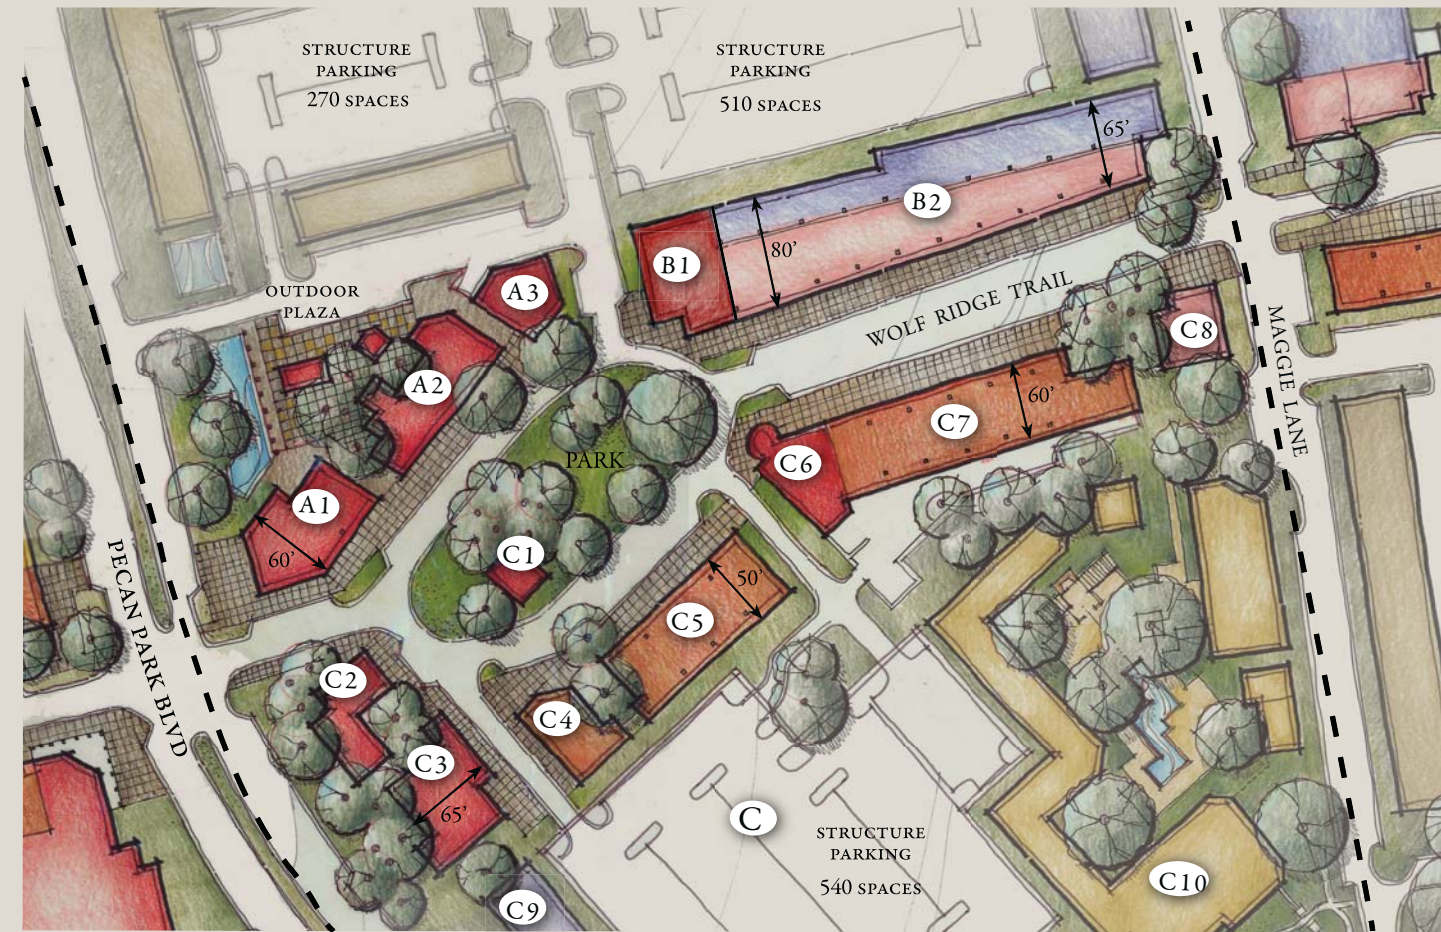 STRUCTURE
PARKING
270 SPACES
STRUCTURE
PARKING
510 SPACES
65'
B2
80'
B1
OUTDOOR
PLAZA
A3
WOLF RIDGE TRAIL
C8
MAGGIE LANE
A2
60'
C7
PARK
C6
A1
60'
C1
50'
C5
PECAN PARK BLVD
C2
C4
C3
65'
C
STRUCTURE
PARKING
540 SPACES
C10
C9